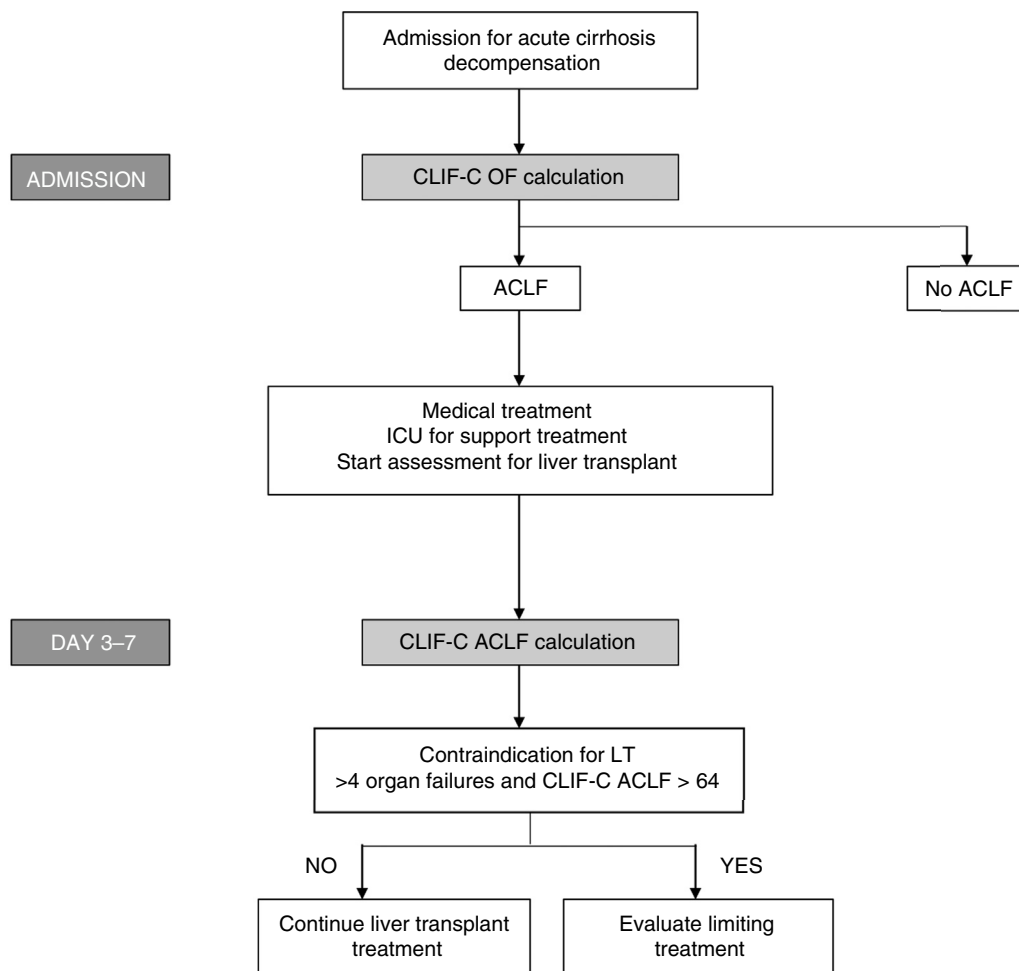 Admission for acute cirrhosis
decompensation
ADMISSION
CLIF-C OF calculation
ACLF
No ACLF
Medical treatment
ICU for support treatment
Start assessment for liver transplant
DAY 3–7
CLIF-C ACLF calculation
Contraindication for LT
>4 organ failures and CLIF-C ACLF > 64
NO
YES
Continue liver transplant
treatment
Evaluate limiting
treatment